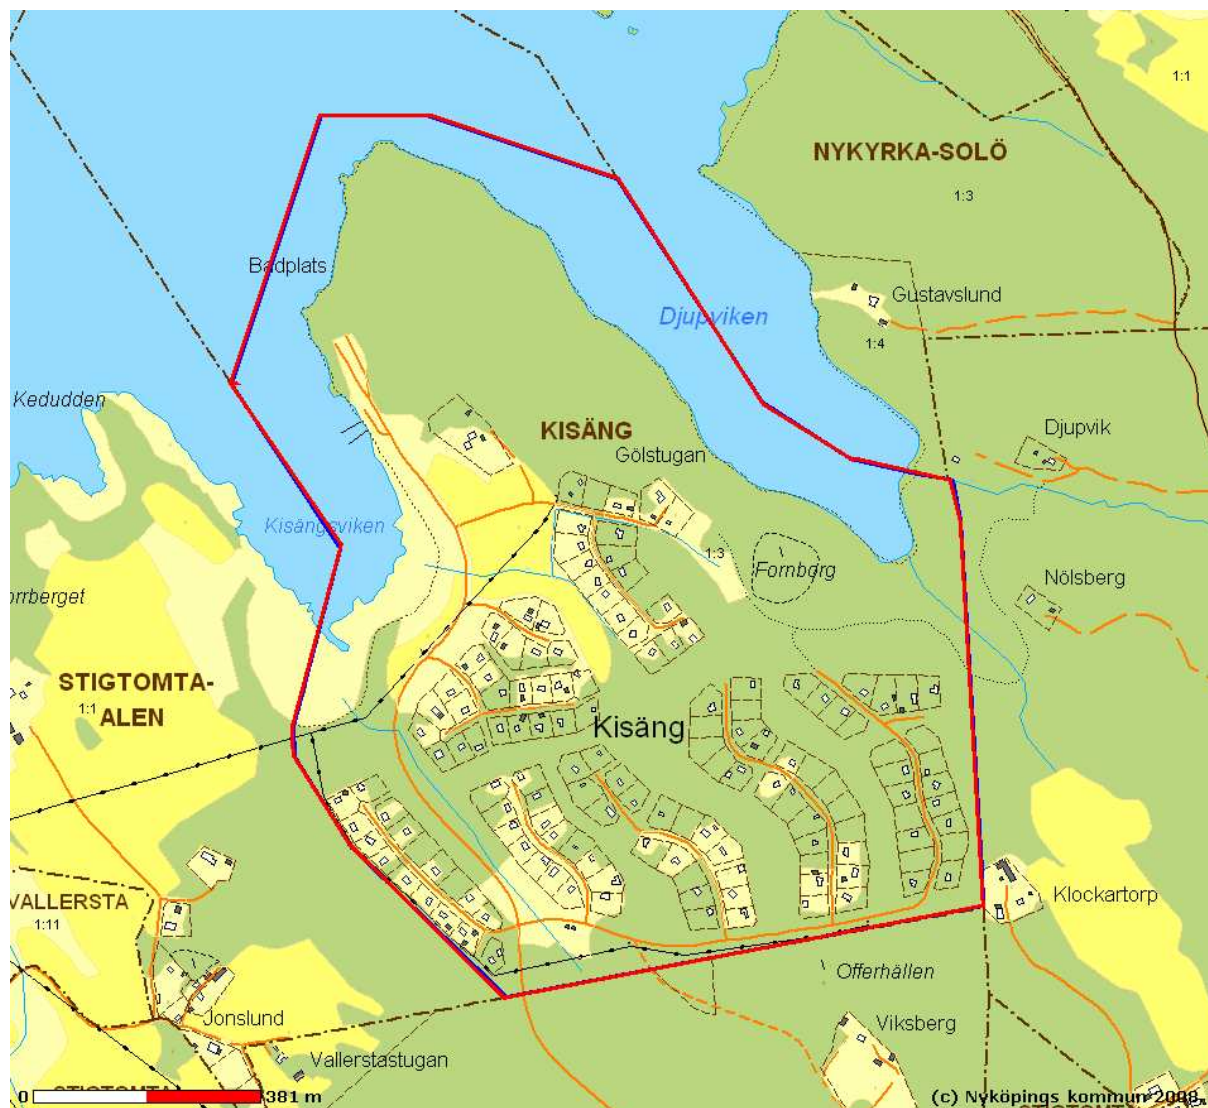 1:1
NYKYRKA-SOLÖ
1:3
Badplats
Gustavslund
Djupviken
1:4
Kedudden
KISÄNG
Djupvik
Gölstugan
Kisängsviken
1:3
Fornborg
Nölsberg
STIGTOMTA-
1:1
ALEN
Kisäng
VALLERSTA
1:11
Klockartorp
Offerhällen
Jonslund
Viksberg
Vallerstastugan
0
381 m
(c) Nyköpings kommun 2008